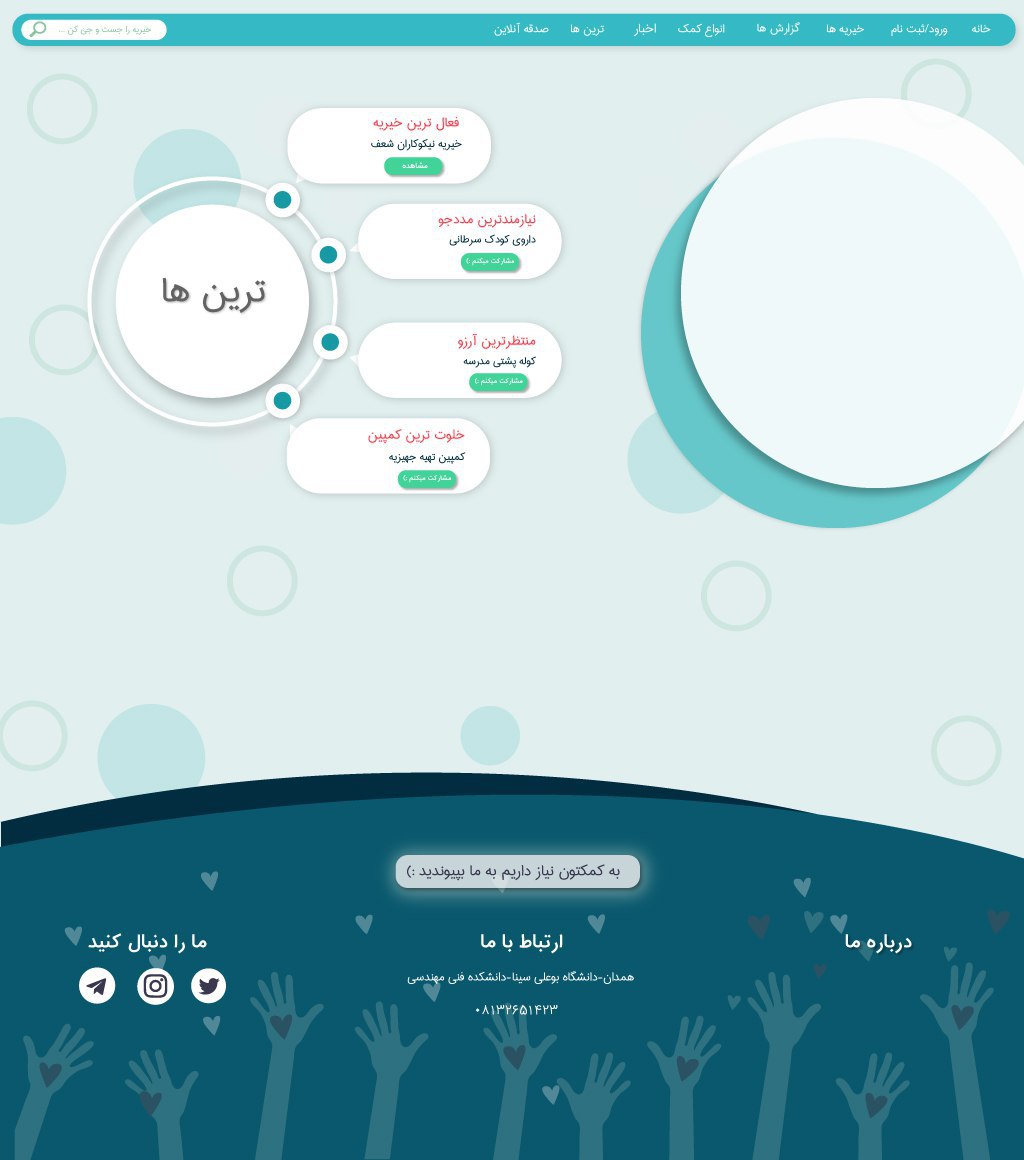 خانه
ورود/ثبت نام
خیریه ها
گزارش ها
انواع کمک
اخبار
ترین ها
صدقه آنلاین
خیریه را جست و جی کن ...
فعال ترین خیریه
خیریه نیکوکاران شعف
مشاهده
نیازمندترین مددجو
داروی کودک سرطانی
مشارکت میکنم :)
ترین ها
منتظرترین آرزو
کوله پشتی مدرسه
مشارکت میکنم :)
خلوت ترین کمپین
کمپین تهیه جهیزیه
مشارکت میکنم :)
به کمکتون نیاز داریم به ما بپیوندید :)
درباره ما
ارتباط با ما
همدان-دانشگاه بوعلی سینا-دانشکده فنی مهندسی
۰۸۱۳۲۶۵۱۴۲۳
ما را دنبال کنید